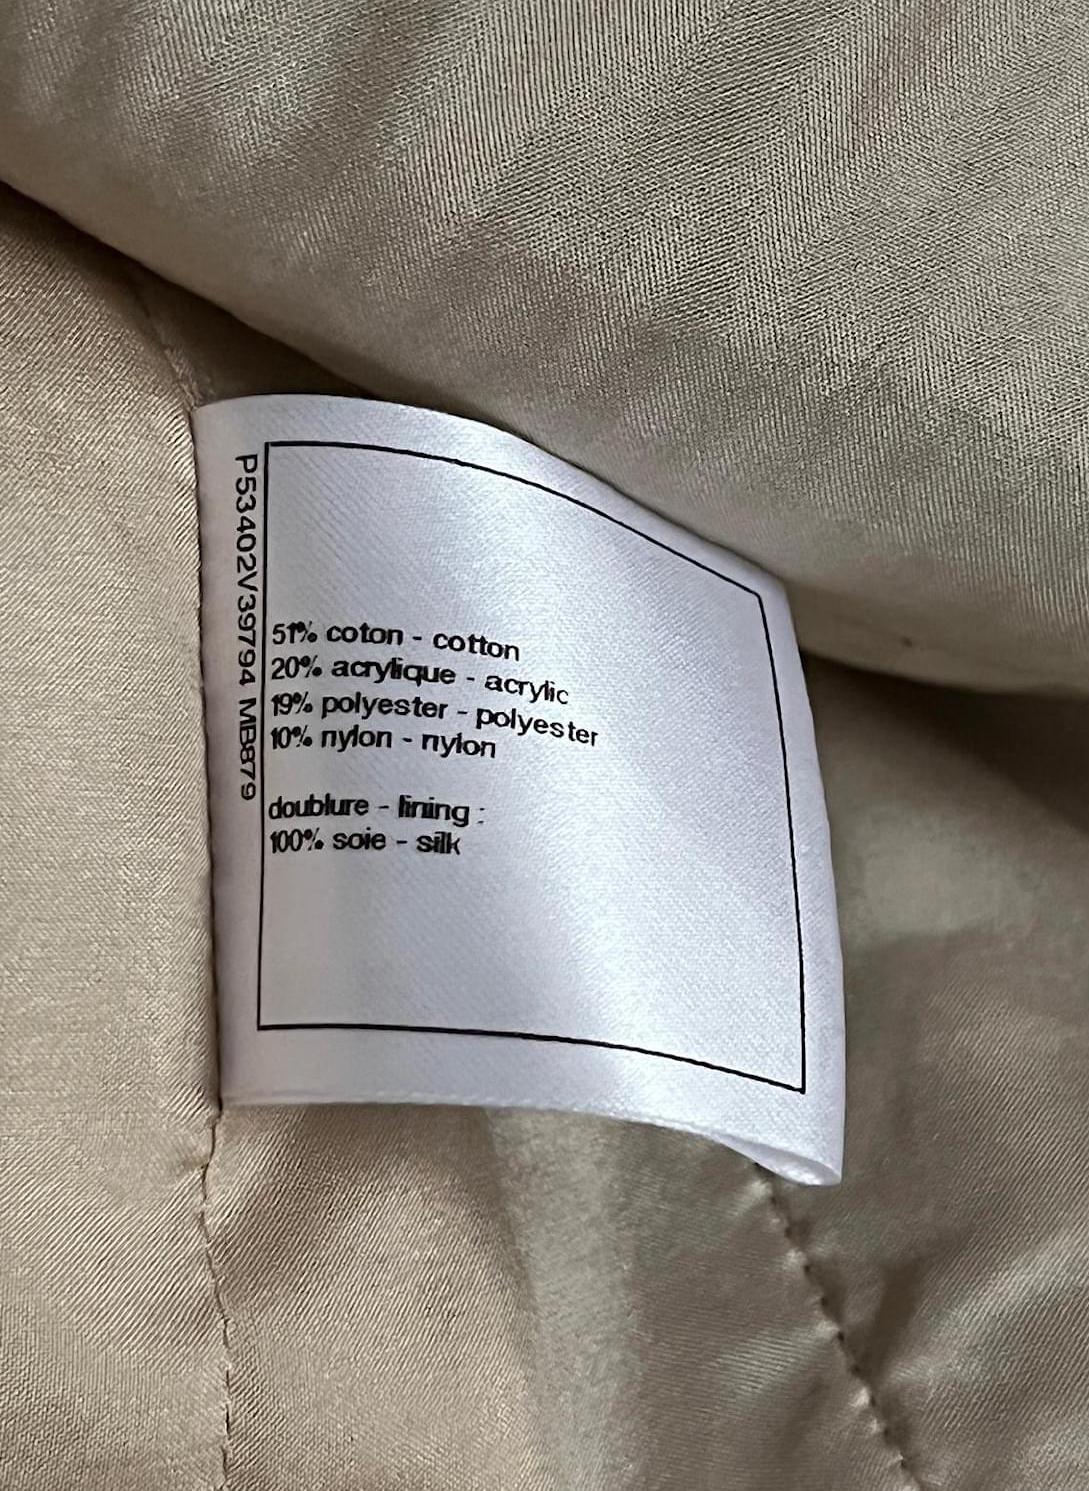 P53402V39794 MB879
51% coton - cotton
20% acrylique - acrylic
19% polyester - polyester
10% nylon - nylon
doublure - lining :
100% soie - silk